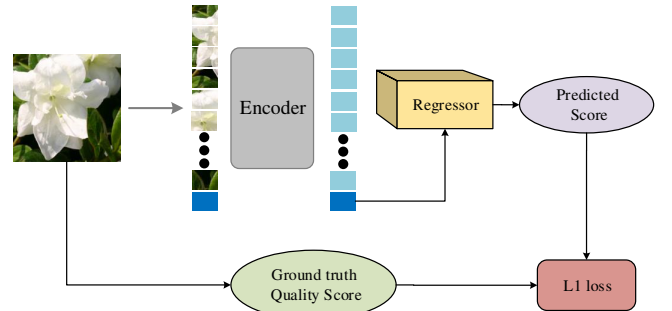 Encoder
Regressor
Predicted
Score
Ground truth
Quality Score
L1 loss